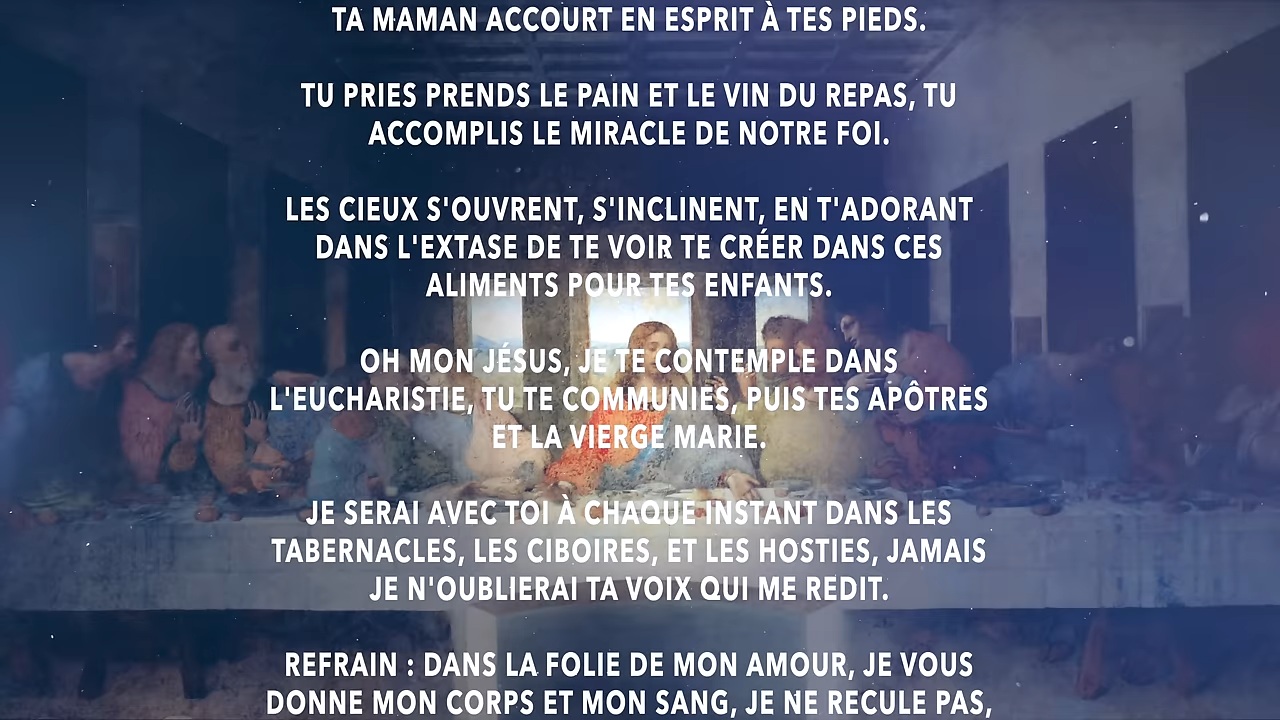 TA MAMAN ACCOURT EN ESPRIT À TES PIEDS.
TU PRIES PRENDS LE PAIN ET LE VIN DU REPAS, TU
ACCOMPLIS LE MIRACLE DE NOTRE FOI.
LES CIEUX S'OUVRENT, S'INCLINENT, EN T'ADORANT
DANS L'EXTASE DE TE VOIR TE CRÉER DANS CES
ALIMENTS POUR TES ENFANTS.
OH MON JÉSUS, JE TE CONTEMPLE DANS
L'EUCHARISTIE, TU TE COMMUNIES, PUIS TES APÔTRES
ET LA VIERGE MARIE.
JE SERAI AVEC TOI À CHAQUE INSTANT DANS LES
TABERNACLES, LES CIBOIRES, ET LES HOSTIES, JAMAIS
JE N'OUBLIERAI TA VOIX QUI ME REDIT.
REFRAIN : DANS LA FOLIE DE MON AMOUR, JE VOUS
DONNE MON CORPS ET MON SANG, JE NE RECULE PAS,